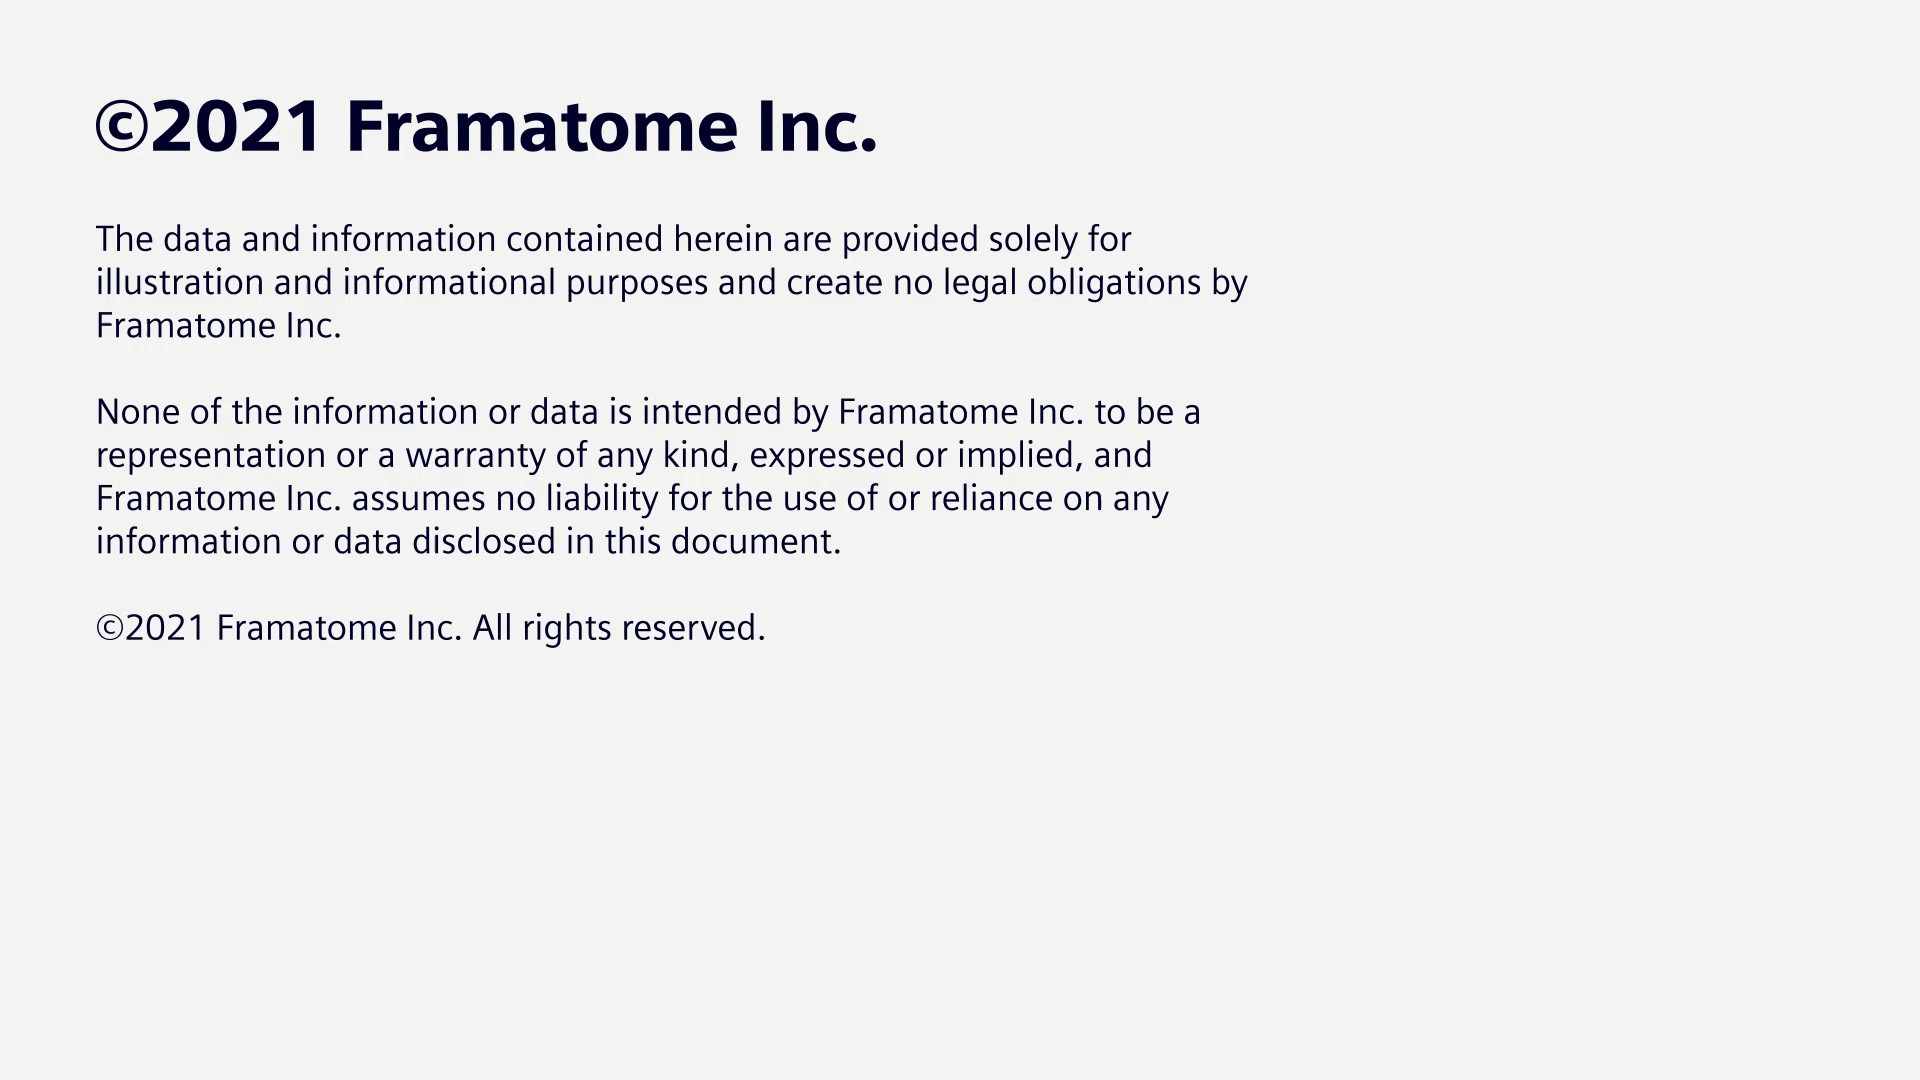 ©2021 Framatome Inc.
The data and information contained herein are provided solely for
illustration and informational purposes and create no legal obligations by
Framatome Inc.
None of the information or data is intended by Framatome Inc. to be a
representation or a warranty of any kind, expressed or implied, and
Framatome Inc. assumes no liability for the use of or reliance on any
information or data disclosed in this document.
©2021 Framatome Inc. All rights reserved.